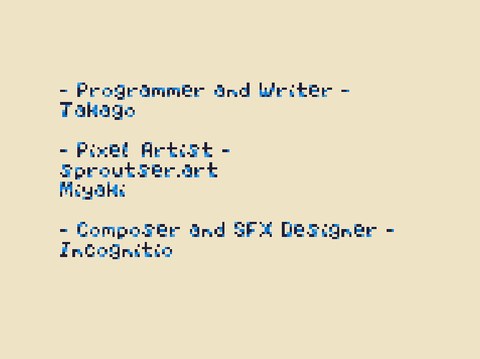 - Programmer and Writer -
Takago

- Pixel Artist -
sproutser.art
Miyaki

- Composer and SFX Designer -
Incognitio